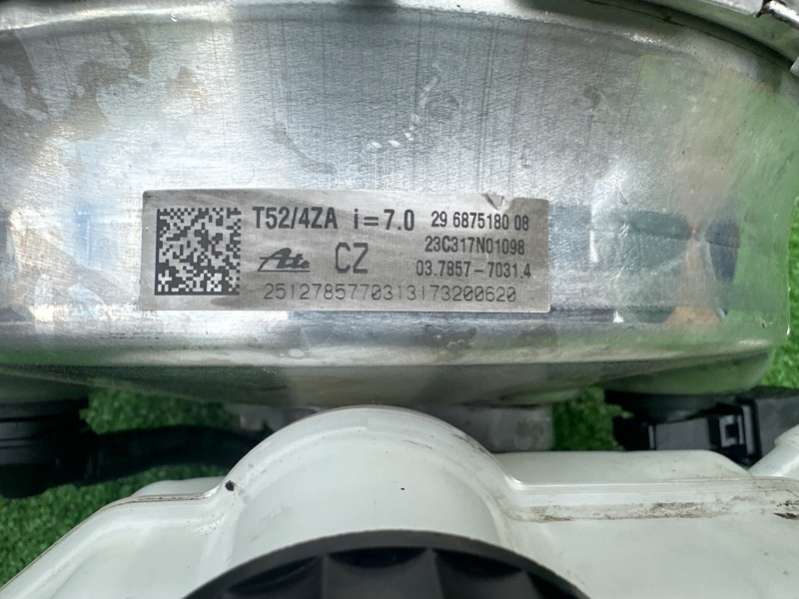 T52/4ZA i=7.0 29 6875180 08
23C317N01098
Ate CZ 03.7857-7031.4
2512785770313173200620